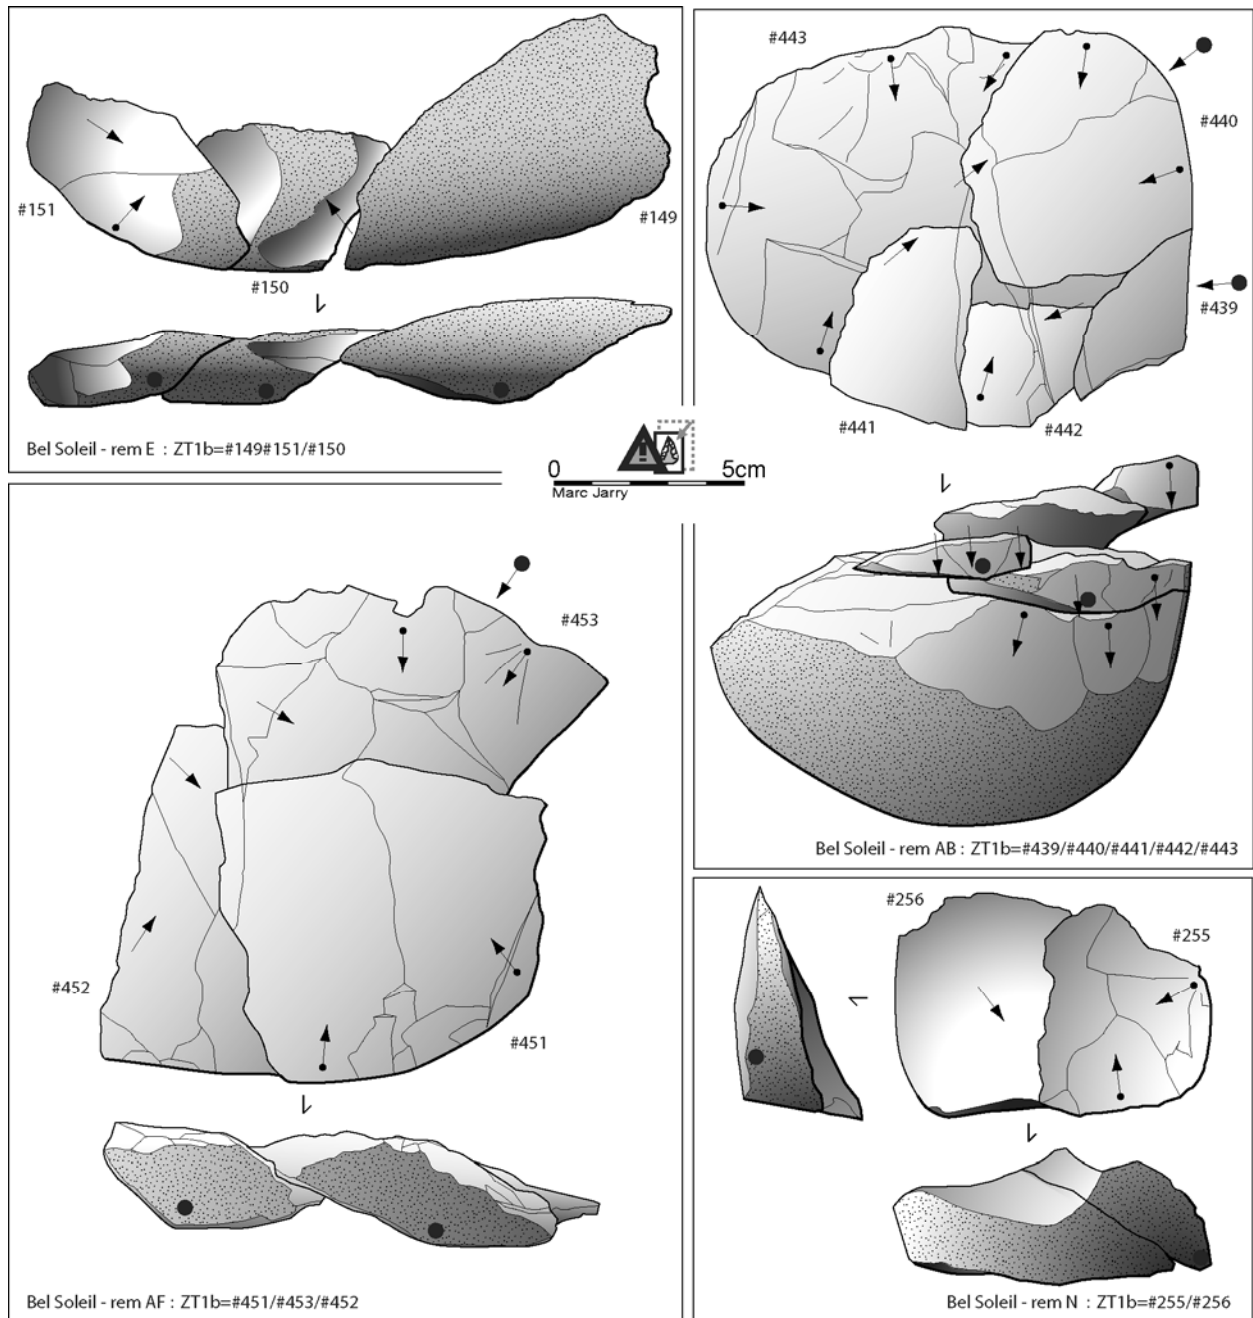 #151
#150
#149
Bel Soleil - rem E : ZT1b=#149#151/#150
#443
#440
#439
#441
#442
Bel Soleil - rem AB : ZT1b=#439/#440/#441/#442/#443
0 5cm
Marc Jarry
#453
#452
#451
Bel Soleil - rem AF : ZT1b=#451/#453/#452
#256
#255
Bel Soleil - rem N : ZT1b=#255/#256